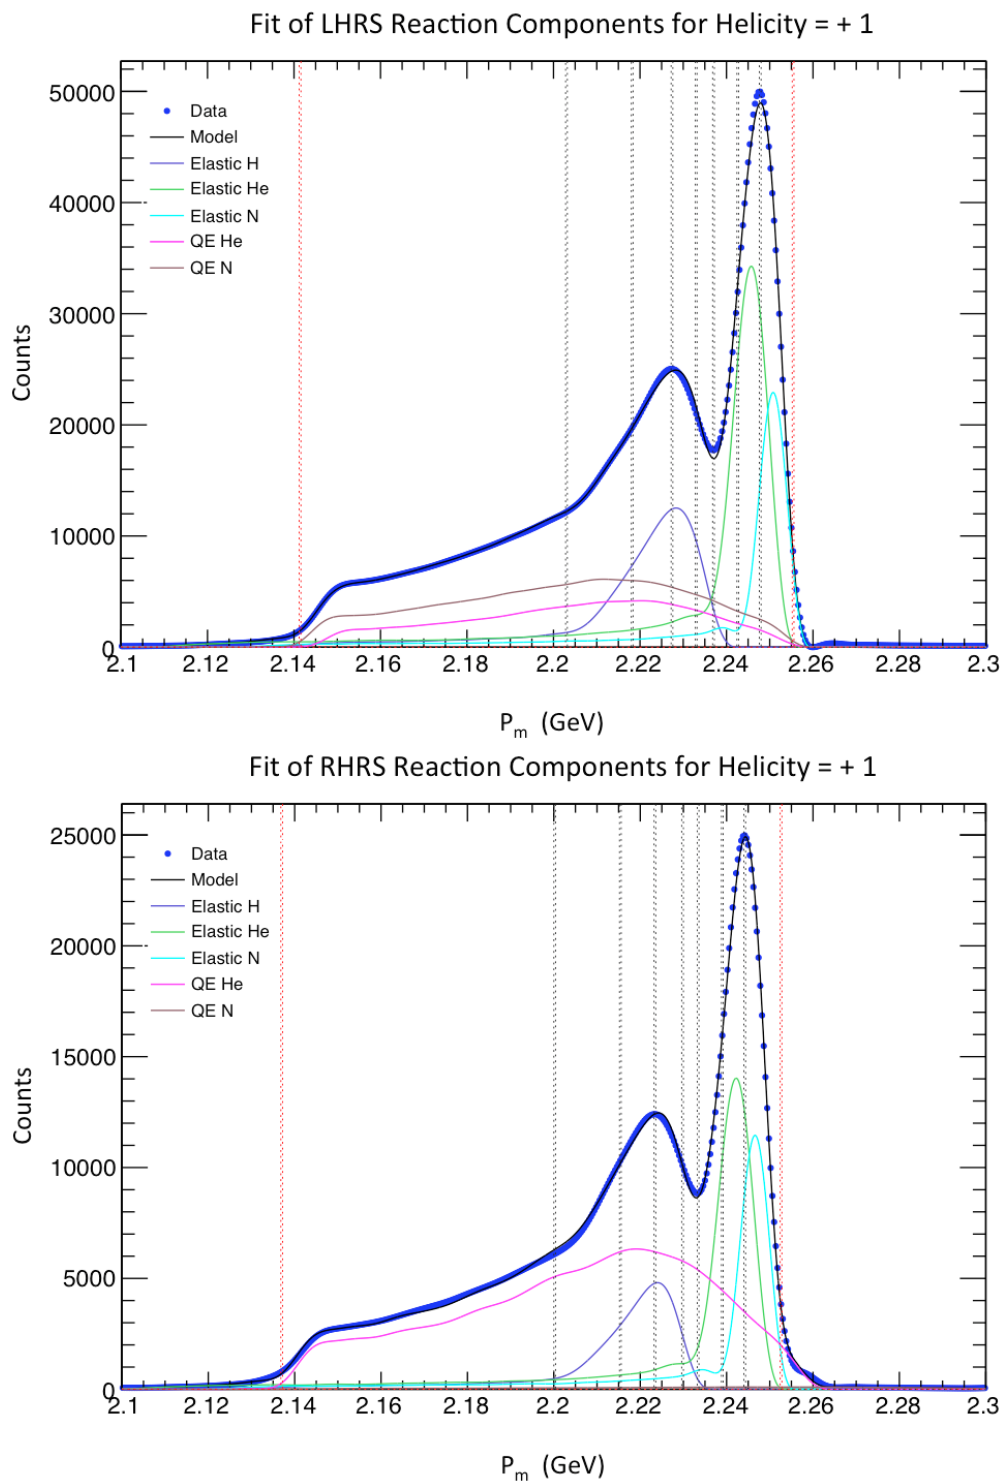 Fit of LHRS Reaction Components for Helicity = + 1
50000
40000
30000
20000
10000
0
Counts
Data
Model
Elastic H
Elastic He
Elastic N
QE He
QE N
2.1 2.12 2.14 2.16 2.18 2.2 2.22 2.24 2.26 2.28 2.3
Pm (GeV)
Fit of RHRS Reaction Components for Helicity = + 1
25000
20000
15000
10000
5000
0
Counts
Data
Model
Elastic H
Elastic He
Elastic N
QE He
QE N
2.1 2.12 2.14 2.16 2.18 2.2 2.22 2.24 2.26 2.28 2.3
Pm (GeV)